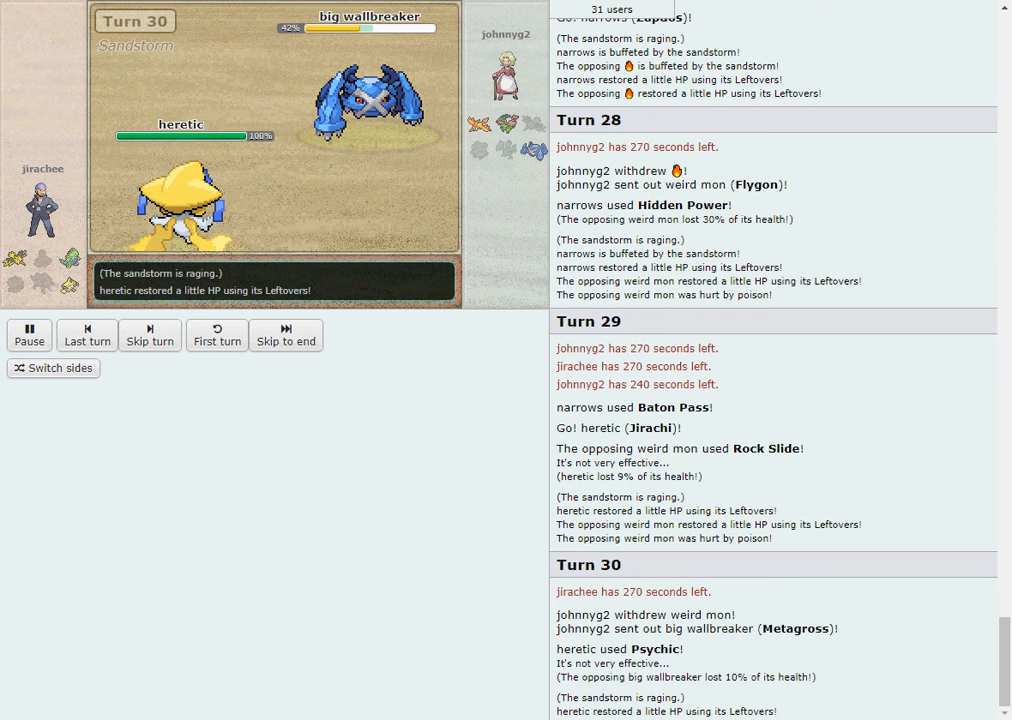 Turn 30
Sandstorm
big wallbreaker
42%
heretic
100%
jirachee
johnnyg2
(The sandstorm is raging.)
heretic restored a little HP using its Leftovers!
Pause
Last turn
Skip turn
First turn
Skip to end
Switch sides
31 users
Go! narrows (Zapdos)!
(The sandstorm is raging.)
narrows is buffeted by the sandstorm!
The opposing 🔥 is buffeted by the sandstorm!
narrows restored a little HP using its Leftovers!
The opposing 🔥 restored a little HP using its Leftovers!
Turn 28
johnnyg2 has 270 seconds left.
johnnyg2 withdrew 🔥!
johnnyg2 sent out weird mon (Flygon)!
narrows used Hidden Power!
(The opposing weird mon lost 30% of its health!)
(The sandstorm is raging.)
narrows is buffeted by the sandstorm!
narrows restored a little HP using its Leftovers!
The opposing weird mon restored a little HP using its Leftovers!
The opposing weird mon was hurt by poison!
Turn 29
johnnyg2 has 270 seconds left.
jirachee has 270 seconds left.
johnnyg2 has 240 seconds left.
narrows used Baton Pass!
Go! heretic (Jirachi)!
The opposing weird mon used Rock Slide!
It's not very effective...
(heretic lost 9% of its health!)
(The sandstorm is raging.)
heretic restored a little HP using its Leftovers!
The opposing weird mon restored a little HP using its Leftovers!
The opposing weird mon was hurt by poison!
Turn 30
jirachee has 270 seconds left.
johnnyg2 withdrew weird mon!
johnnyg2 sent out big wallbreaker (Metagross)!
heretic used Psychic!
It's not very effective...
(The opposing big wallbreaker lost 10% of its health!)
(The sandstorm is raging.)
heretic restored a little HP using its Leftovers!